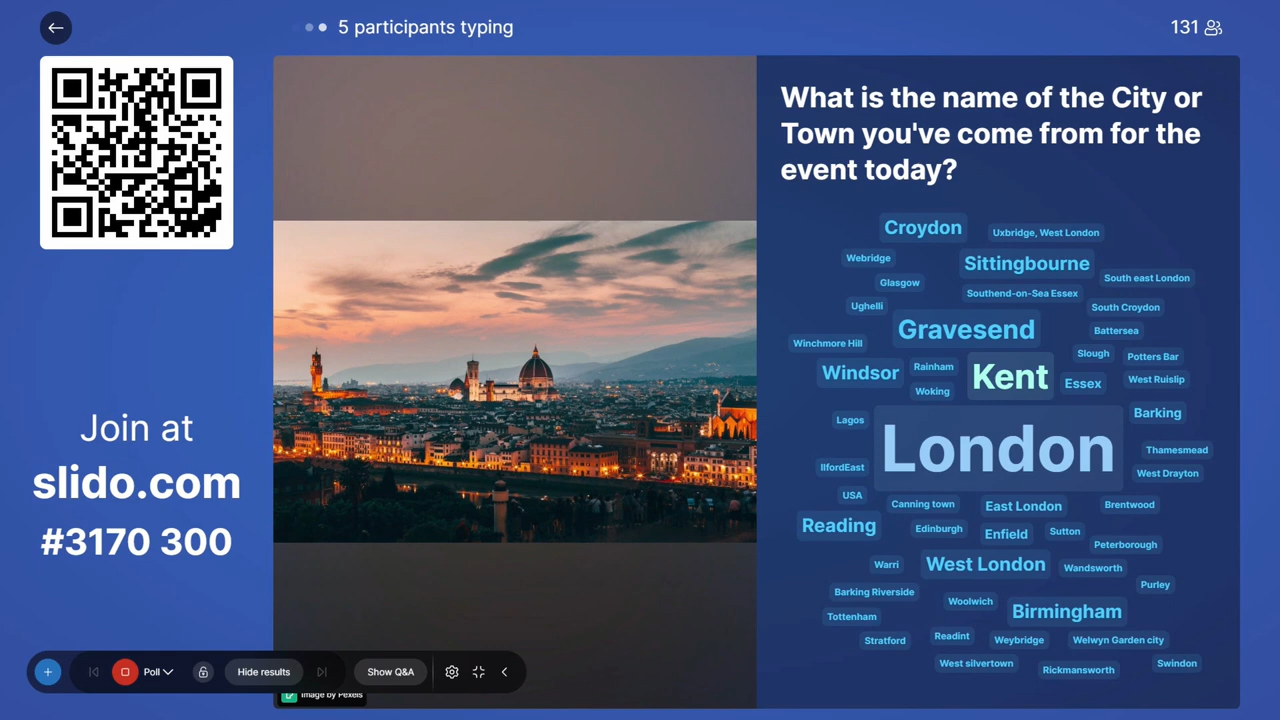 5 participants typing
131
Join at
slido.com
#3170 300
What is the name of the City or
Town you've come from for the
event today?
Croydon
Uxbridge, West London
Webridge
Sittingbourne
South east London
Glasgow
Southend-on-Sea Essex
Ughelli
South Croydon
Gravesend
Battersea
Winchmore Hill
Slough
Potters Bar
Windsor
Rainham
Kent
Essex
West Ruislip
Woking
Barking
Lagos
London
Thamesmead
IlfordEast
West Drayton
USA
Canning town
East London
Brentwood
Reading
Edinburgh
Enfield
Sutton
Peterborough
Warri
West London
Wandsworth
Purley
Barking Riverside
Woolwich
Birmingham
Tottenham
Stratford
Readint
Weybridge
Welwyn Garden city
West silvertown
Rickmansworth
Swindon
Poll
Hide results
Show Q&A
Image by Pexels